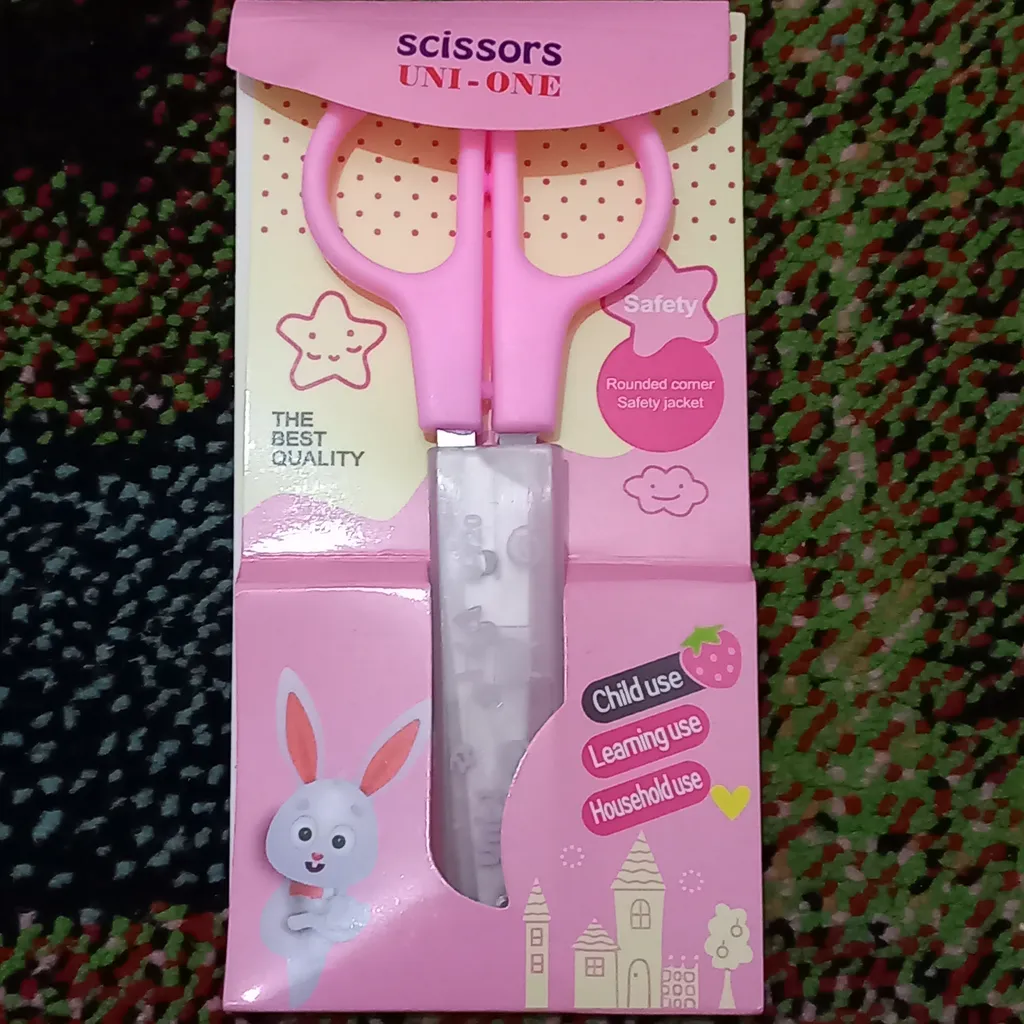 scissors
UNI-ONE
Safety
Rounded corner
Safety jacket
THE
BEST
QUALITY
Child use
Learning use
Household use